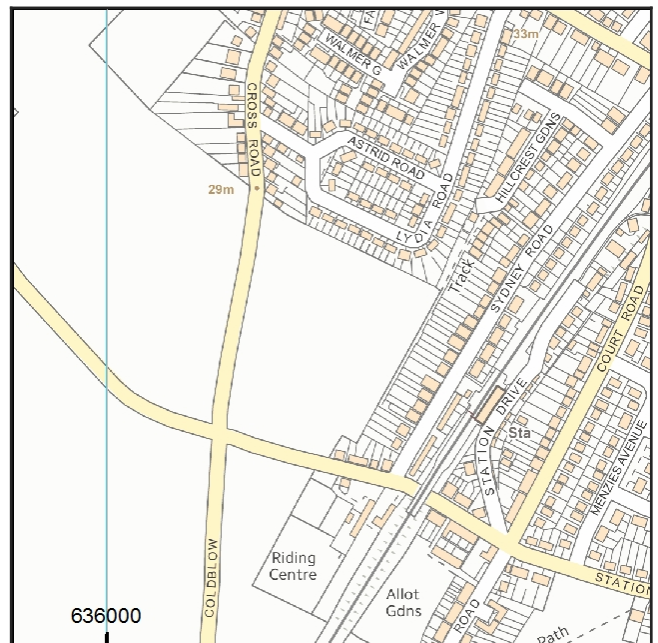 FA
WALMER G
WALMER W
33m
CROSS ROAD
ASTRID ROAD
HILLCREST GDNS
29m
LYDIA ROAD
Track
SYDNEY ROAD
COURT ROAD
STATION DRIVE
Sta
MENZIES AVENUE
Riding
Centre
COLDBLOW
Allot
Gdns
STATION
ROAD
Path
636000